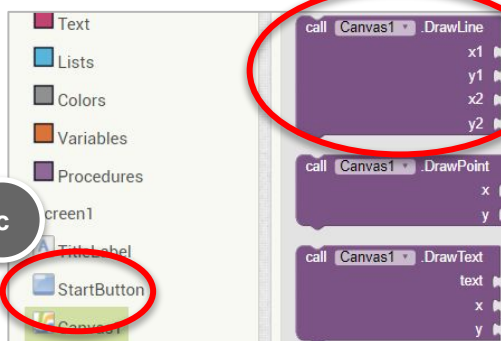 Text
Lists
Colors
Variables
Procedures
creen1
TitleLabel
StartButton
Canvas1
c
call Canvas1 .DrawLine
x1
y1
x2
y2
call Canvas1 .DrawPoint
x
y
call Canvas1 .DrawText
text
x
y